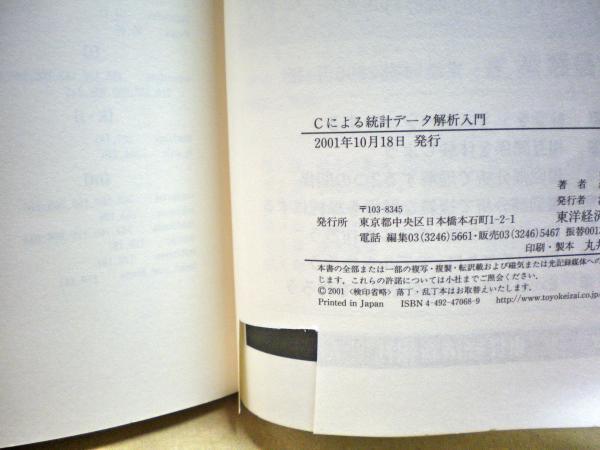 Cによる統計データ解析入門
2001年10月18日 発行
著者
発行者
〒103-8345
発行所 東京都中央区日本橋本石町1-2-1 東洋経済
電話 編集03(3246)5661・販売03(3246)5467 振替0013
印刷・製本 丸井
本書の全部または一部の複写・複製・転訳載および磁気または光記録媒体への
します。これらの許諾については小社までご照会ください。
Ⓒ 2001 〈検印省略〉落丁・乱丁本はお取替えいたします。
Printed in Japan ISBN 4-492-47068-9 http://www.toyokeizai.co.jp